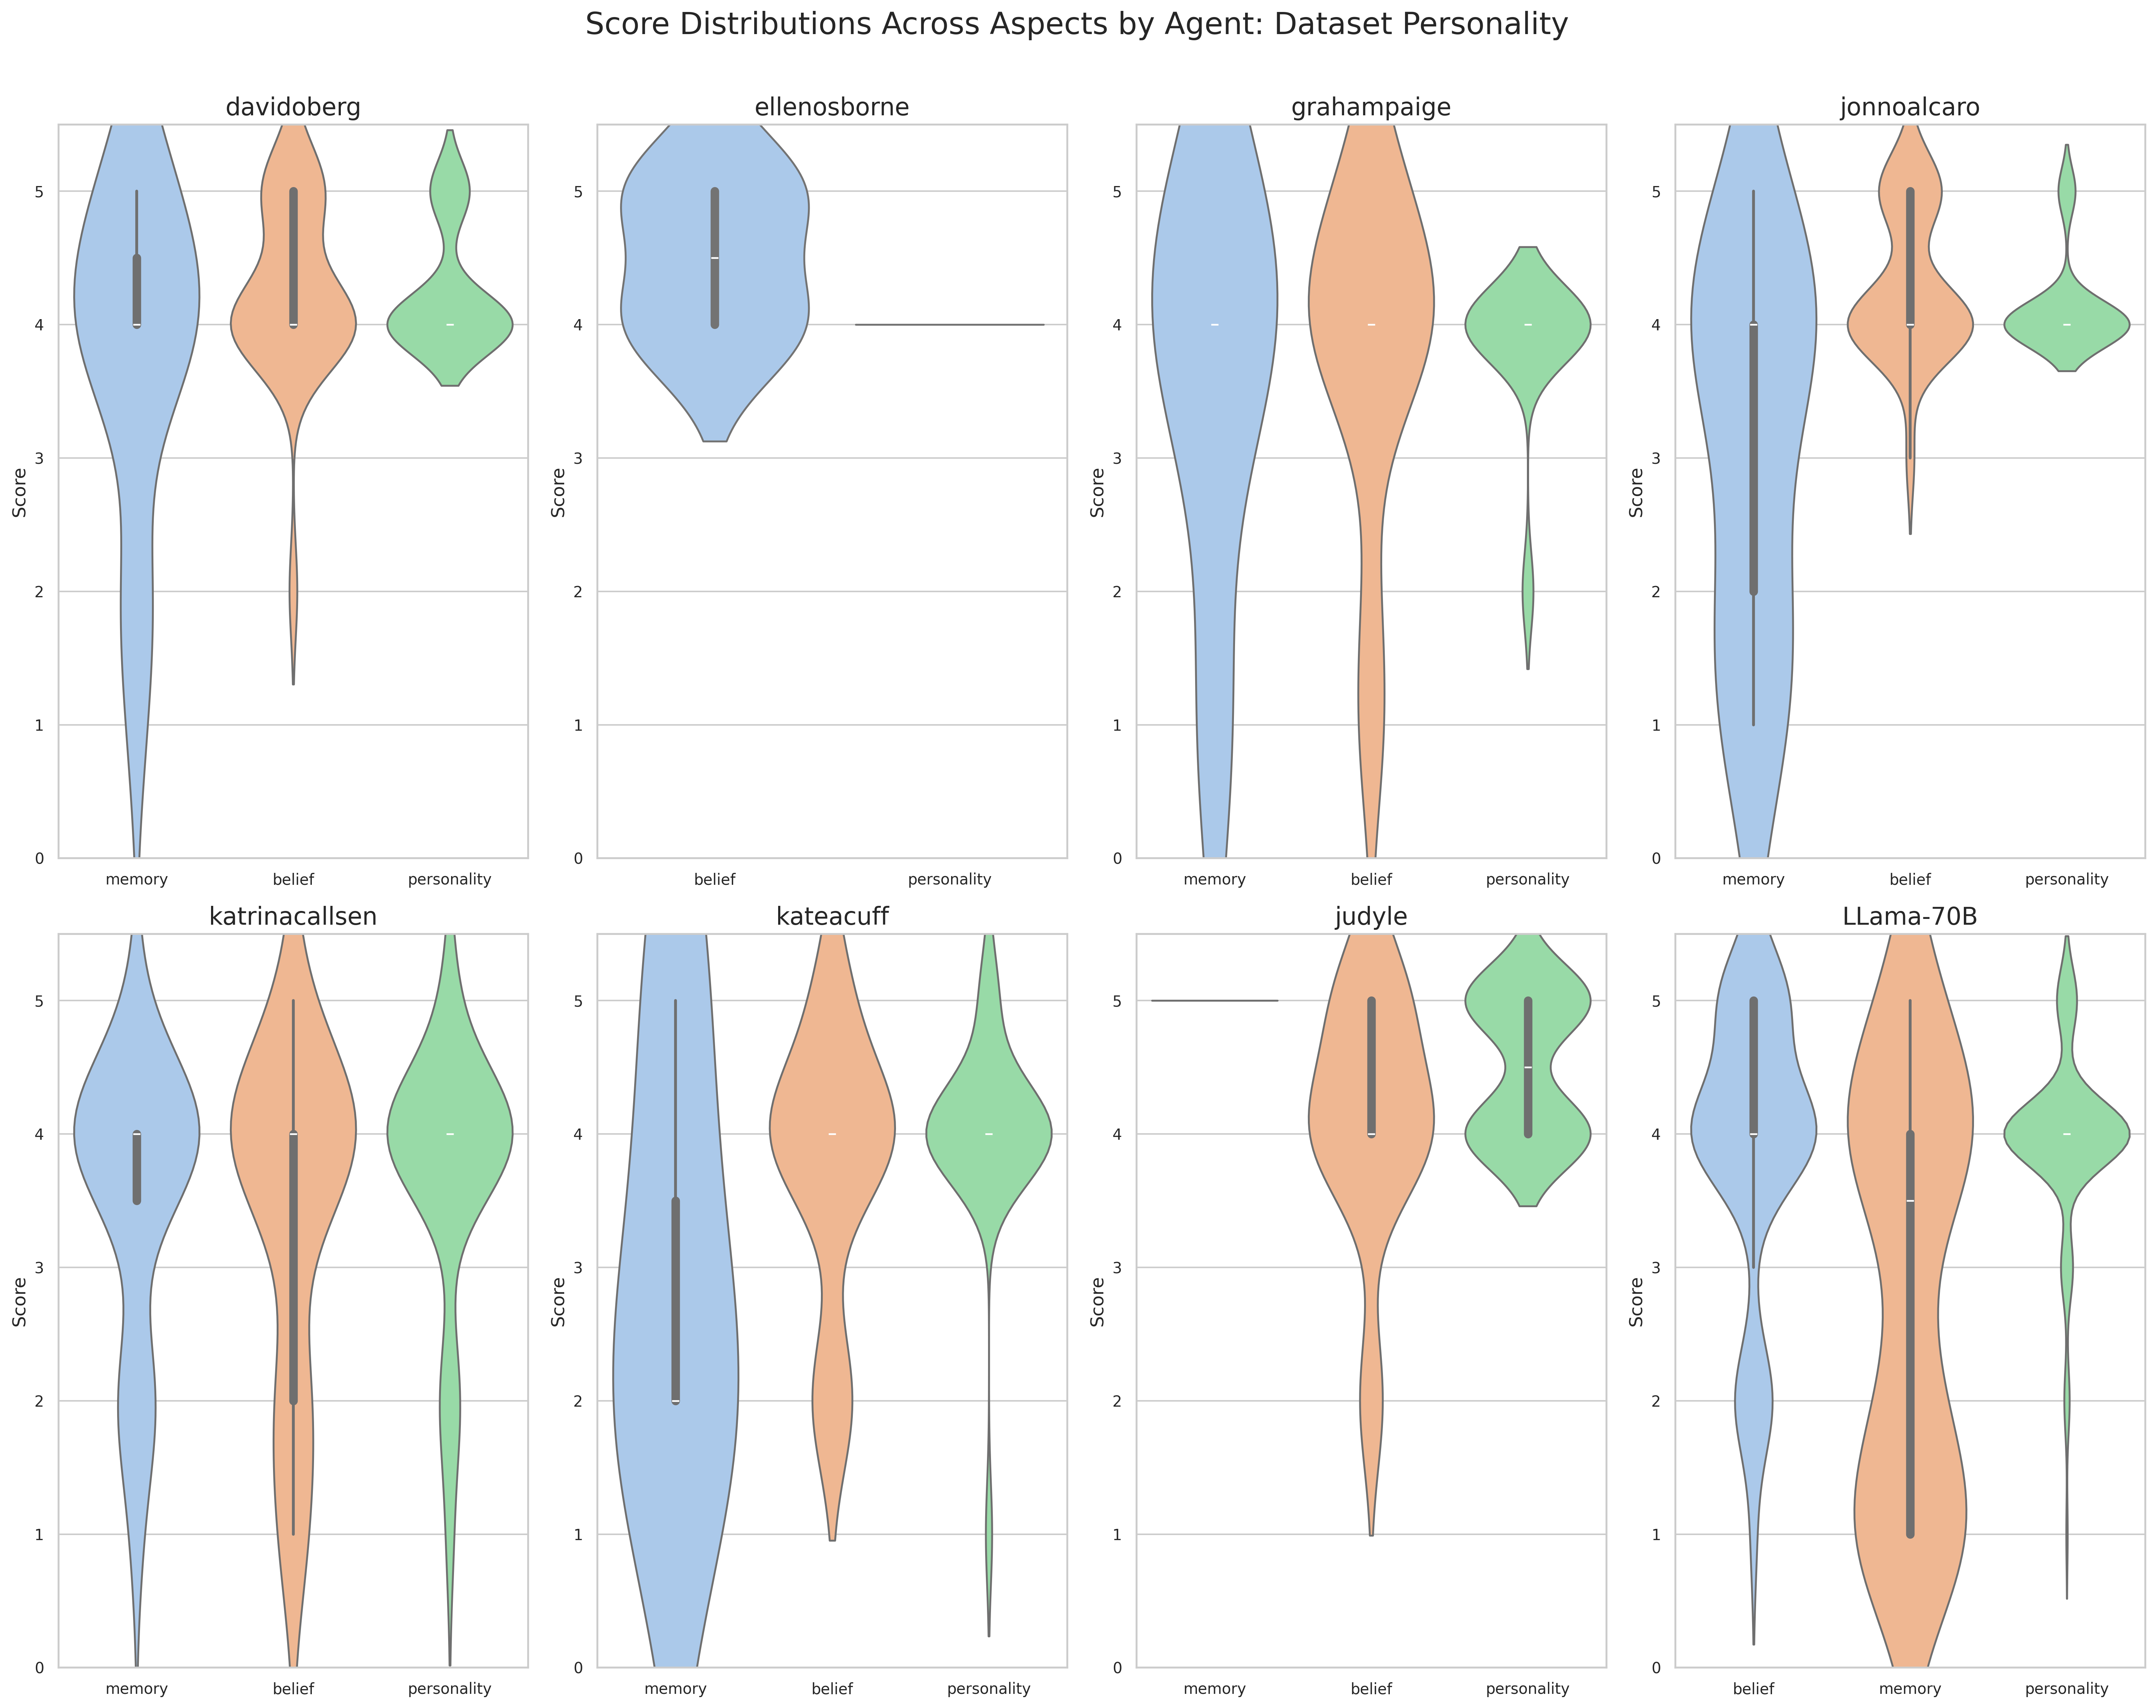 Score Distributions Across Aspects by Agent: Dataset Personality
davidoberg
Score
5
4
3
2
1
0
memory belief personality
ellenosborne
Score
5
4
3
2
1
0
belief personality
grahampaige
Score
5
4
3
2
1
0
memory belief personality
jonnoalcaro
Score
5
4
3
2
1
0
memory belief personality
katrinacallsen
Score
5
4
3
2
1
0
memory belief personality
kateacuff
Score
5
4
3
2
1
0
memory belief personality
judyle
Score
5
4
3
2
1
0
memory belief personality
LLama-70B
Score
5
4
3
2
1
0
belief memory personality